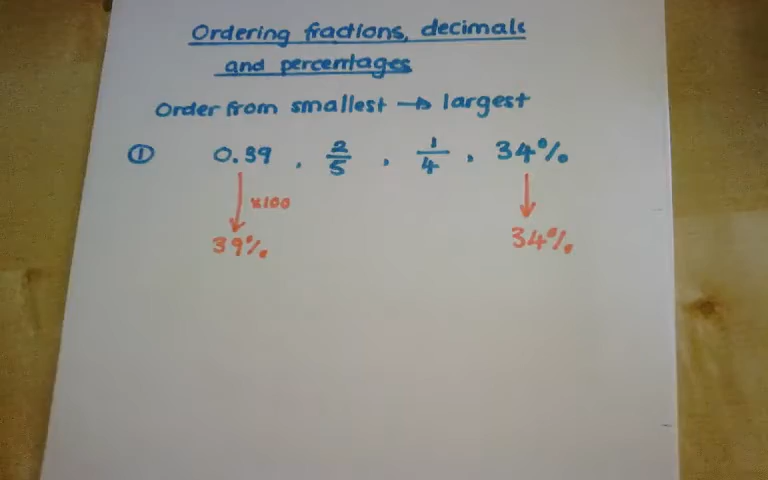 Ordering fractions, decimals
and percentages
Order from smallest → largest
① 0.39 , 2/5 , 1/4 , 34%
×100
39% 34%